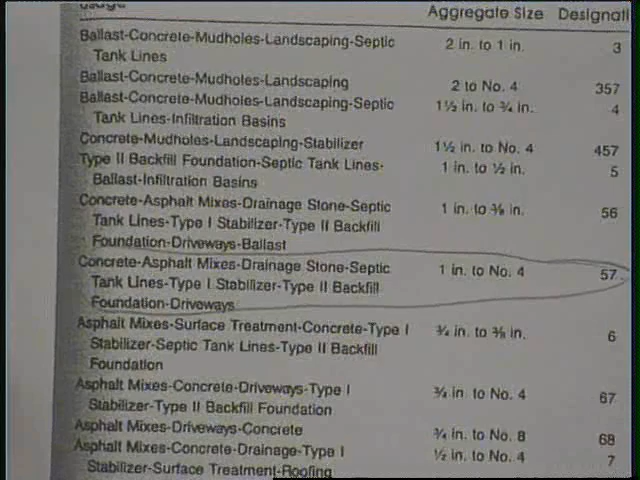 Usage Aggregate Size Designati
Ballast-Concrete-Mudholes-Landscaping-Septic 2 in. to 1 in. 3
Tank Lines
Ballast-Concrete-Mudholes-Landscaping 2 to No. 4 357
Ballast-Concrete-Mudholes-Landscaping-Septic 1½ in. to ¾ in. 4
Tank Lines-Infiltration Basins
Concrete-Mudholes-Landscaping-Stabilizer 1½ in. to No. 4 457
Type II Backfill Foundation-Septic Tank Lines- 1 in. to ½ in. 5
Ballast-Infiltration Basins
Concrete-Asphalt Mixes-Drainage Stone-Septic 1 in. to ⅜ in. 56
Tank Lines-Type I Stabilizer-Type II Backfill
Foundation-Driveways-Ballast
Concrete-Asphalt Mixes-Drainage Stone-Septic 1 in. to No. 4 57
Tank Lines-Type I Stabilizer-Type II Backfill
Foundation-Driveways
Asphalt Mixes-Surface Treatment-Concrete-Type I ¾ in. to ⅜ in. 6
Stabilizer-Septic Tank Lines-Type II Backfill
Foundation
Asphalt Mixes-Concrete-Driveways-Type I ¾ in. to No. 4 67
Stabilizer-Type II Backfill Foundation
Asphalt Mixes-Driveways-Concrete ¾ in. to No. 8 68
Asphalt Mixes-Concrete-Drainage-Type I ½ in. to No. 4 7
Stabilizer-Surface Treatment-Roofing